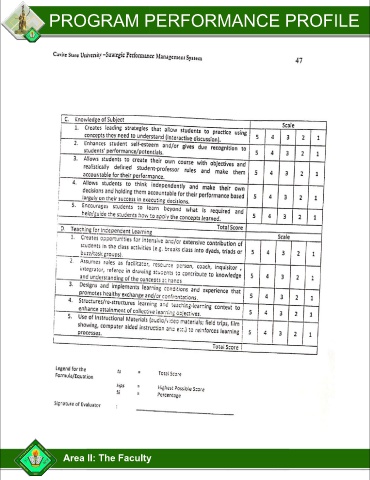 PROGRAM PERFORMANCE PROFILE
Cavite State University -Strategic Performance Management System
47
C. Knowledge of Subject
Scale
1. Creates leading strategies that allow students to practice using
concepts they need to understand (interactive discussion).
5 4 3 2 1
2. Enhances student self-esteem and/or gives due recognition to
students' performance/potentials.
5 4 3 2 1
3. Allows students to create their own course with objectives and
realistically defined student-professor rules and make them
accountable for their performance.
5 4 3 2 1
4. Allows students to think independently and make their own
decisions and holding them accountable for their performance based
largely on their success in executing decisions.
5 4 3 2 1
5. Encourages students to learn beyond what is required and
help/guide the students how to apply the concepts learned.
5 4 3 2 1
Total Score
D. Teaching for Independent Learning
Scale
1. Creates opportunities for intensive and/or extensive contribution of
students in the class activities (e.g. breaks class into dyads, triads or
buzz/task groups).
5 4 3 2 1
2. Assumes roles as facilitator, resource person, coach, inquisitor,
integrator, referee in drawing students to contribute to knowledge
and understanding of the concepts at hands
5 4 3 2 1
3. Designs and implements learning conditions and experience that
promotes healthy exchange and/or confrontations.
5 4 3 2 1
4. Structures/re-structures learning and teaching-learning context to
enhance attainment of collective learning objectives.
5 4 3 2 1
5. Use of Instructional Materials (audio/video materials; field trips, film
showing, computer aided instruction and etc.) to reinforces learning
processes.
5 4 3 2 1
Total Score
Legend for the
Formula/Equation
= Total Score
HPS = Highest Possible Score
= Percentage
Signature of Evaluator :
Area II: The Faculty